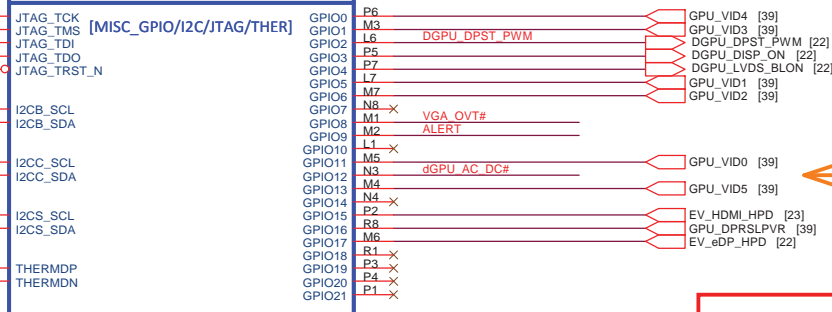 JTAG_TCK [MISC_GPIO/I2C/JTAG/THER] GPIO0 P6 GPU_VID4 [39]
JTAG_TMS GPIO1 M3 GPU_VID3 [39]
JTAG_TDI GPIO2 L6 DGPU_DPST_PWM DGPU_DPST_PWM [22]
JTAG_TDO GPIO3 P5 DGPU_DISP_ON [22]
JTAG_TRST_N GPIO4 P7 DGPU_LVDS_BLON [22]
GPIO5 L7 GPU_VID1 [39]
GPIO6 M7 GPU_VID2 [39]
I2CB_SCL GPIO7 N8
I2CB_SDA GPIO8 M1 VGA_OVT#
GPIO9 M2 ALERT
GPIO10 L1
I2CC_SCL GPIO11 M5 GPU_VID0 [39]
I2CC_SDA GPIO12 N3 dGPU_AC_DC#
GPIO13 M4 GPU_VID5 [39]
GPIO14 N4
I2CS_SCL GPIO15 P2 EV_HDMI_HPD [23]
I2CS_SDA GPIO16 R8 GPU_DPRSLPVR [39]
GPIO17 M6 EV_eDP_HPD [22]
GPIO18 R1
THERMDP GPIO19 P3
THERMDN GPIO20 P4
GPIO21 P1